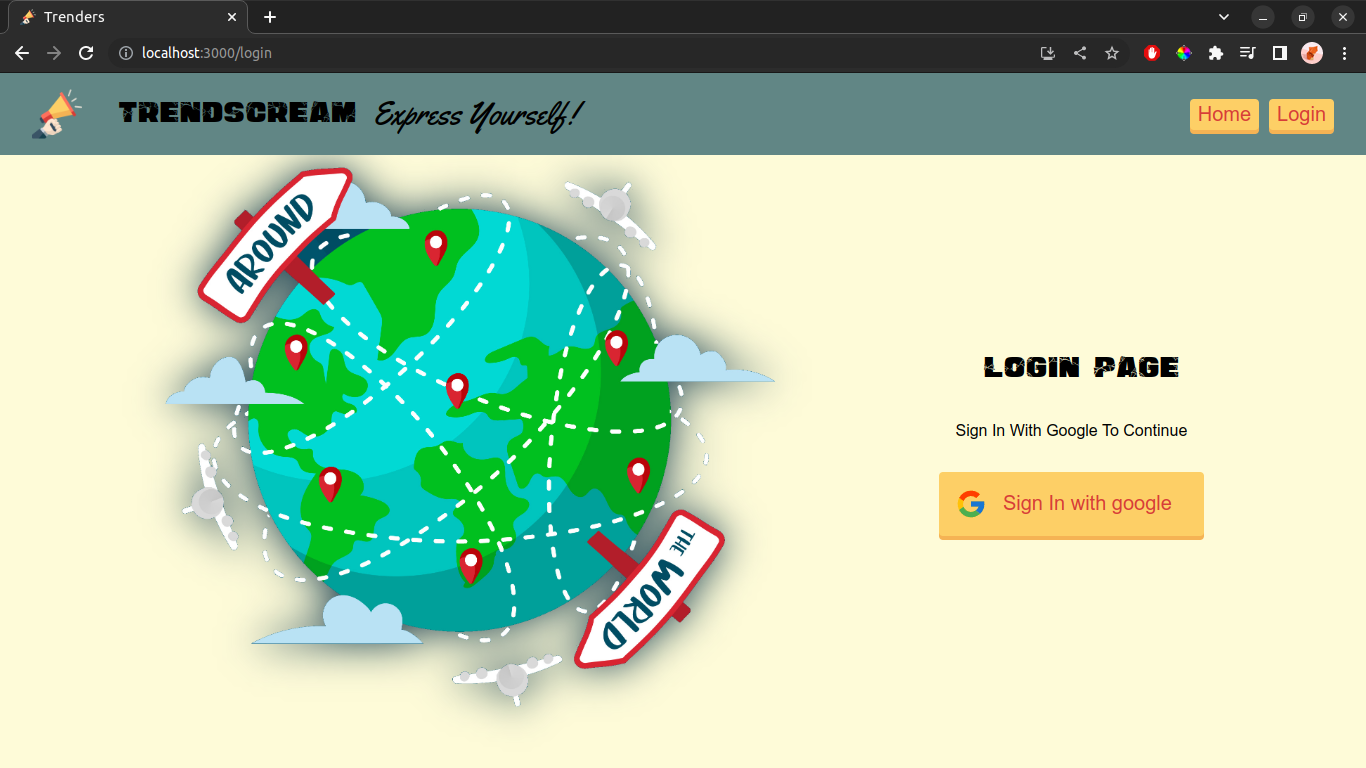 Trenders
localhost:3000/login
TRENDSCREAM Express Yourself!
Home Login
AROUND
THE WORLD
LOGIN PAGE
Sign In With Google To Continue
Sign In with google